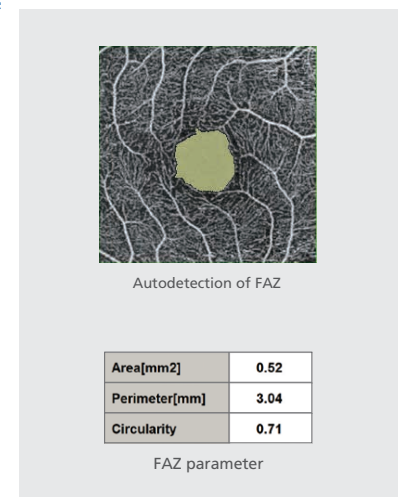 Autodetection of FAZ
Area[mm2] 0.52
Perimeter[mm] 3.04
Circularity 0.71
FAZ parameter